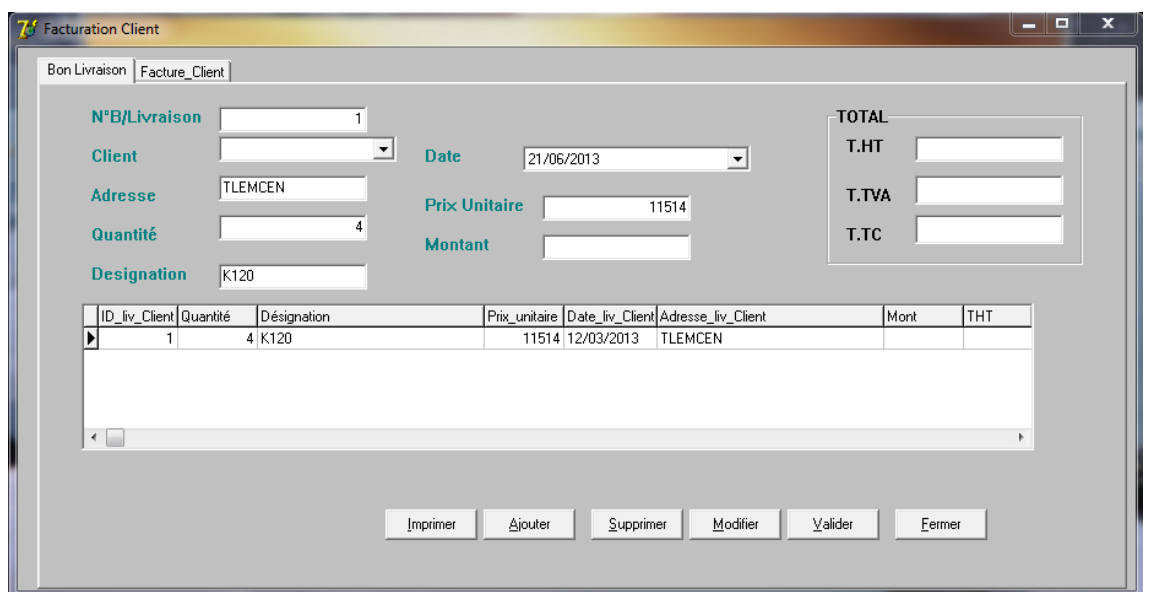 Facturation Client
Bon Livraison Facture_Client
N°B/Livraison 1
Client
Adresse TLEMCEN
Quantité 4
Designation K120
Date 21/06/2013
Prix Unitaire 11514
Montant
TOTAL
T.HT
T.TVA
T.TC
ID_liv_Client Quantité Désignation Prix_unitaire Date_liv_Client Adresse_liv_Client Mont THT
1 4 K120 11514 12/03/2013 TLEMCEN
Imprimer Ajouter Supprimer Modifier Valider Fermer